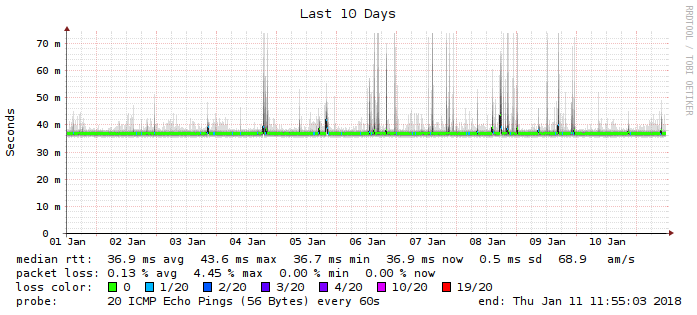 Last 10 Days
RRDTOOL / TOBI OETIKER
Seconds
70 m
60 m
50 m
40 m
30 m
20 m
10 m
0
01 Jan 02 Jan 03 Jan 04 Jan 05 Jan 06 Jan 07 Jan 08 Jan 09 Jan 10 Jan
median rtt: 36.9 ms avg 43.6 ms max 36.7 ms min 36.9 ms now 0.5 ms sd 68.9 am/s
packet loss: 0.13 % avg 4.45 % max 0.00 % min 0.00 % now
loss color: 0 1/20 2/20 3/20 4/20 10/20 19/20
probe: 20 ICMP Echo Pings (56 Bytes) every 60s end: Thu Jan 11 11:55:03 2018